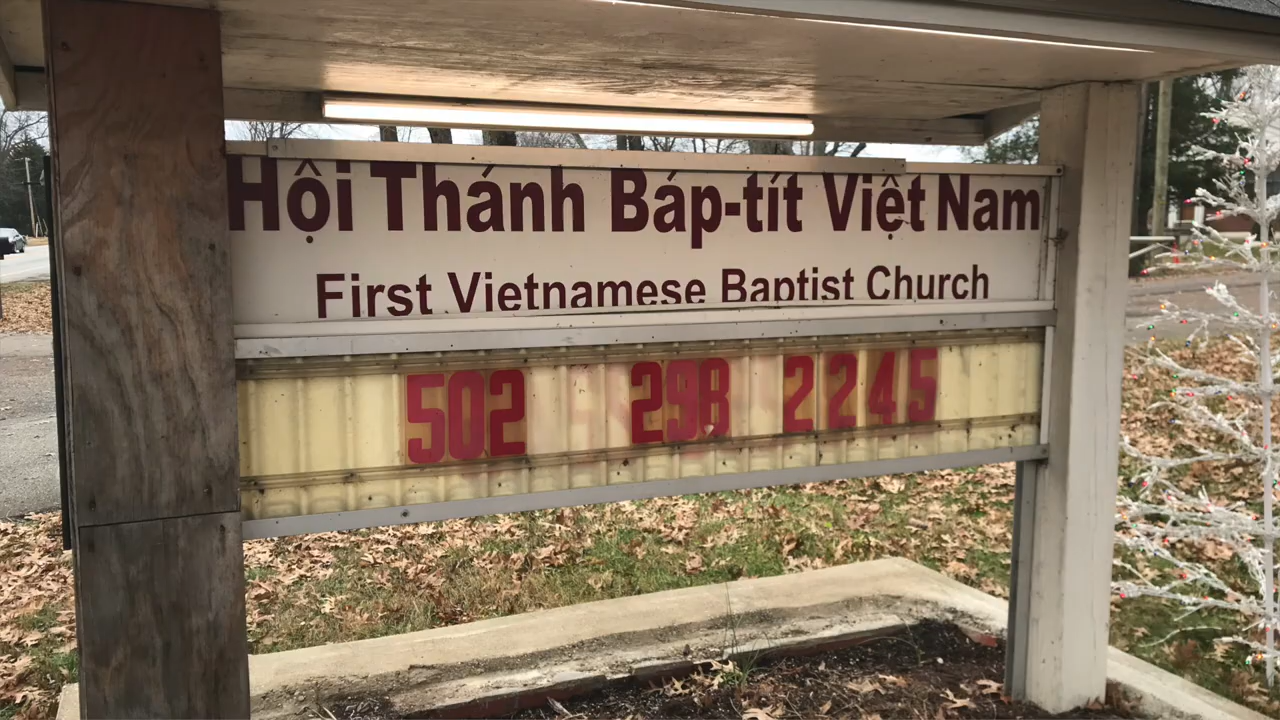 Hội Thánh Báp-tít Việt Nam
First Vietnamese Baptist Church
502 298 2245